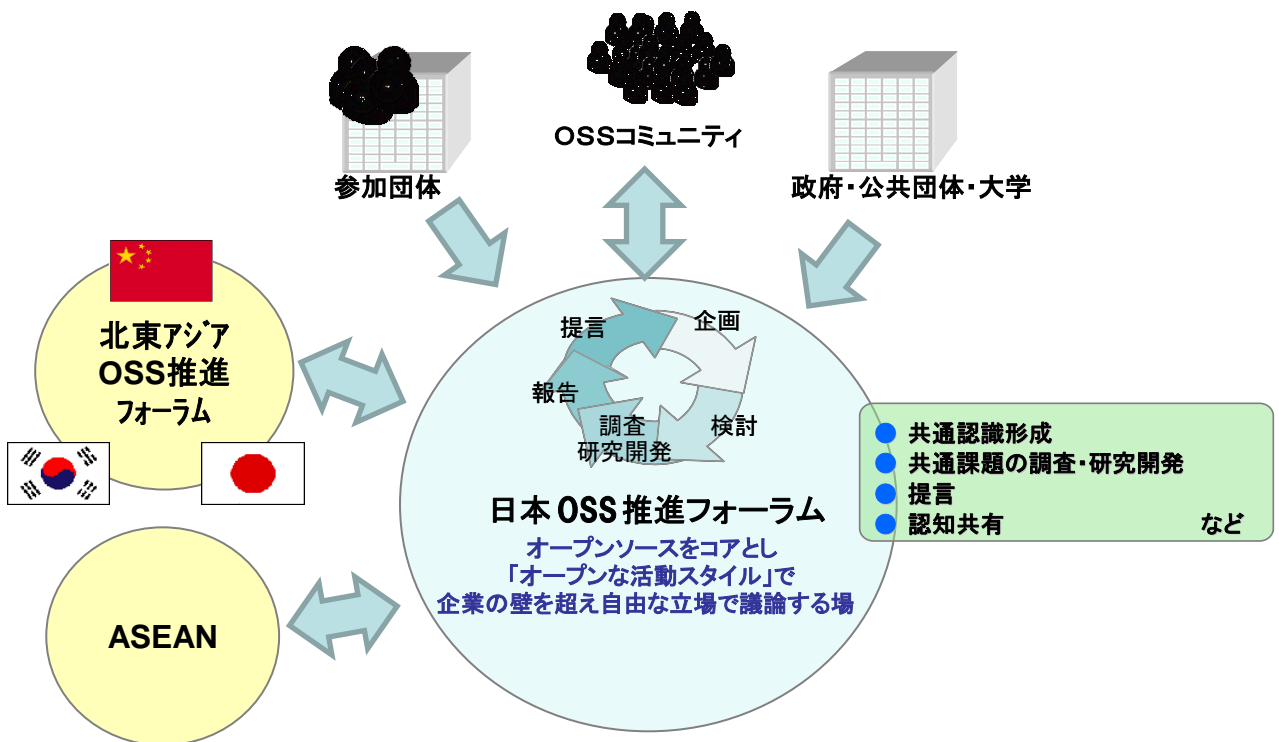 OSSコミュニティ
参加団体
政府・公共団体・大学
北東アジア
OSS推進
フォーラム
ASEAN
提言
企画
報告
検討
調査
研究開発
日本 OSS 推進フォーラム
オープンソースをコアとし
「オープンな活動スタイル」で
企業の壁を超え自由な立場で議論する場
● 共通認識形成
● 共通課題の調査・研究開発
● 提言
● 認知共有 など